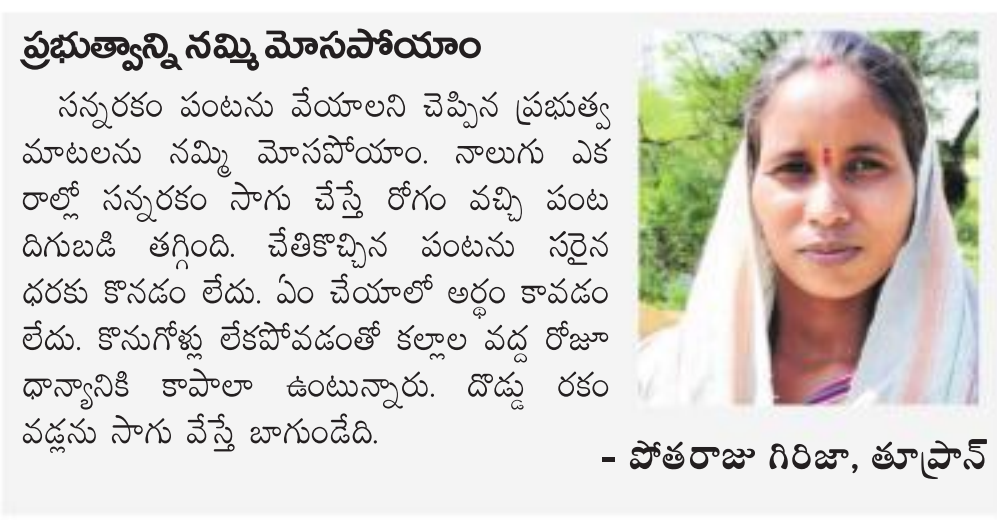 ప్రభుత్వాన్ని నమ్మి మోసపోయాం
సన్నరకం పంటను వేయాలని చెప్పిన ప్రభుత్వ
మాటలను నమ్మి మోసపోయాం. నాలుగు ఎక
రాల్లో సన్నరకం సాగు చేస్తే రోగం వచ్చి పంట
దిగుబడి తగ్గింది. చేతికొచ్చిన పంటను సరైన
ధరకు కొనడం లేదు. ఏం చేయాలో అర్థం కావడం
లేదు. కొనుగోళ్లు లేకపోవడంతో కల్లాల వద్ద రోజూ
ధాన్యానికి కాపాలా ఉంటున్నారు. దొడ్డు రకం
వడ్లను సాగు వేస్తే బాగుండేది.
- పోతరాజు గిరిజా, తూప్రాన్